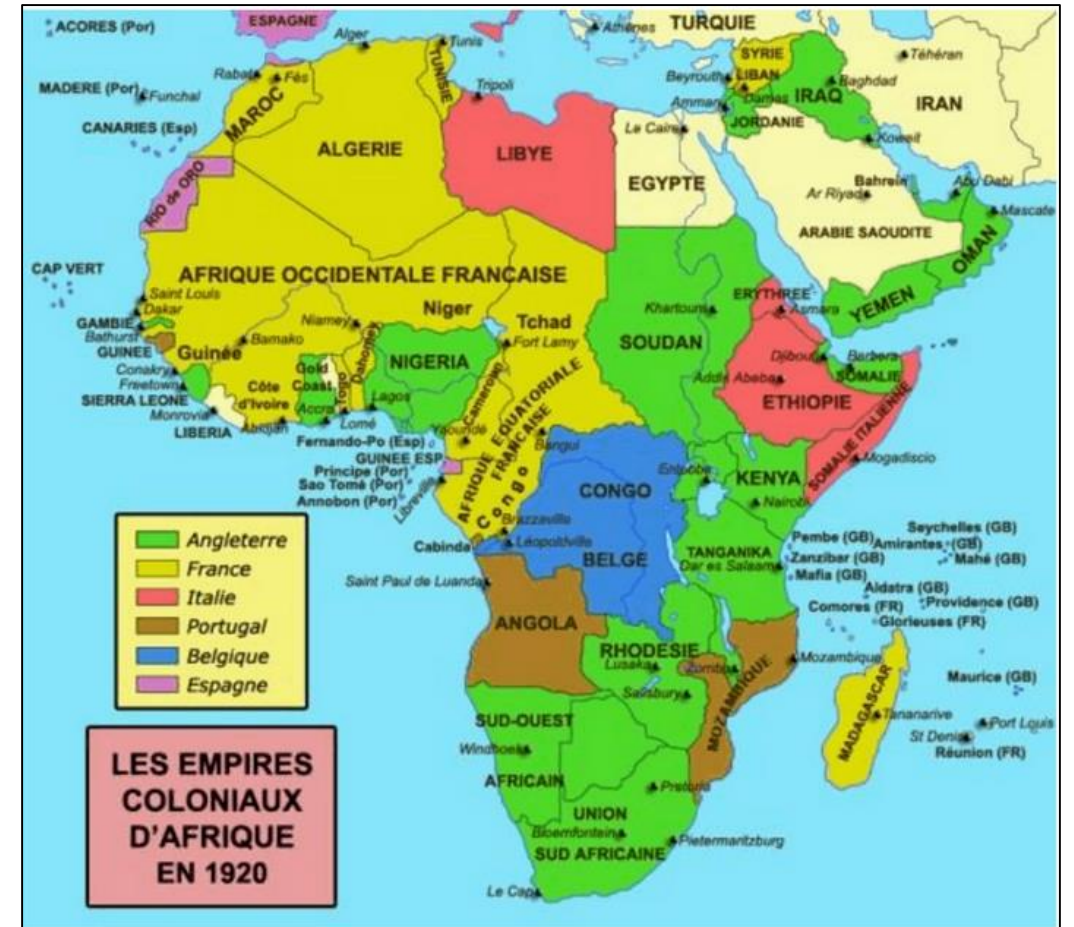 ACORES (Por)
ESPAGNE
TURQUIE
Athènes
Alger
Tunis
SYRIE
Téhéran
MADERE (Por)
Funchal
Rabat
Fés
TUNISIE
Tripoli
Beyrouth
LIBAN
Damas
Baghdad
IRAQ
IRAN
CANARIES (Esp)
MAROC
Amman
JORDANIE
Le Caire
Koweit
ALGERIE
LIBYE
EGYPTE
RIO de ORO
Bahrein
Abu Dabi
Ar Riyad
Mascate
ARABIE SAOUDITE
OMAN
CAP VERT
AFRIQUE OCCIDENTALE FRANCAISE
Saint Louis
Dakar
Niger
ERYTHREE
Asmara
YEMEN
Khartoum
GAMBIE
Bathurst
GUINEE
Guinée
Bamako
Niamey
Dahomey
Tchad
Fort Lamy
NIGERIA
SOUDAN
Djibouti
Barbera
SOMALIE
Conakry
Freetown
SIERRA LEONE
Gold
Coast
Togo
Côte
d'Ivoire
Accra
Lagos
Addis Abeba
ETHIOPIE
Monrovia
LIBERIA
Abidjan
Lomé
Cameroun
AFRIQUE EQUATORIALE
FRANCAISE
SOMALIE ITALIENNE
Fernando-Po (Esp)
Yaoundé
Bangui
GUINEE ESP
Principe (Por)
Sao Tomé (Por)
Annobon (Por)
Libreville
Congo
CONGO
BELGE
Entebbe
KENYA
Nairobi
Mogadiscio
Brazzaville
Léopoldville
Cabinda
Angleterre
France
Italie
Portugal
Belgique
Espagne
TANGANIKA
Dar es Salaam
Pembe (GB)
Zanzibar (GB)
Mafia (GB)
Seychelles (GB)
Amirantes (GB)
Mahé (GB)
Aldatra (GB)
Providence (GB)
Comores (FR)
Glorieuses (FR)
Saint Paul de Luanda
ANGOLA
RHODESIE
Lusaka
Zomba
Mozambique
MOZAMBIQUE
Salisbury
MADAGASCAR
Tananarive
Maurice (GB)
Port Louis
St Denis
Réunion (FR)
SUD-OUEST
AFRICAIN
Windhoek
Pretoria
UNION
SUD AFRICAINE
Bloemfontein
Pietermaritzburg
Le Cap
LES EMPIRES
COLONIAUX
D'AFRIQUE
EN 1920